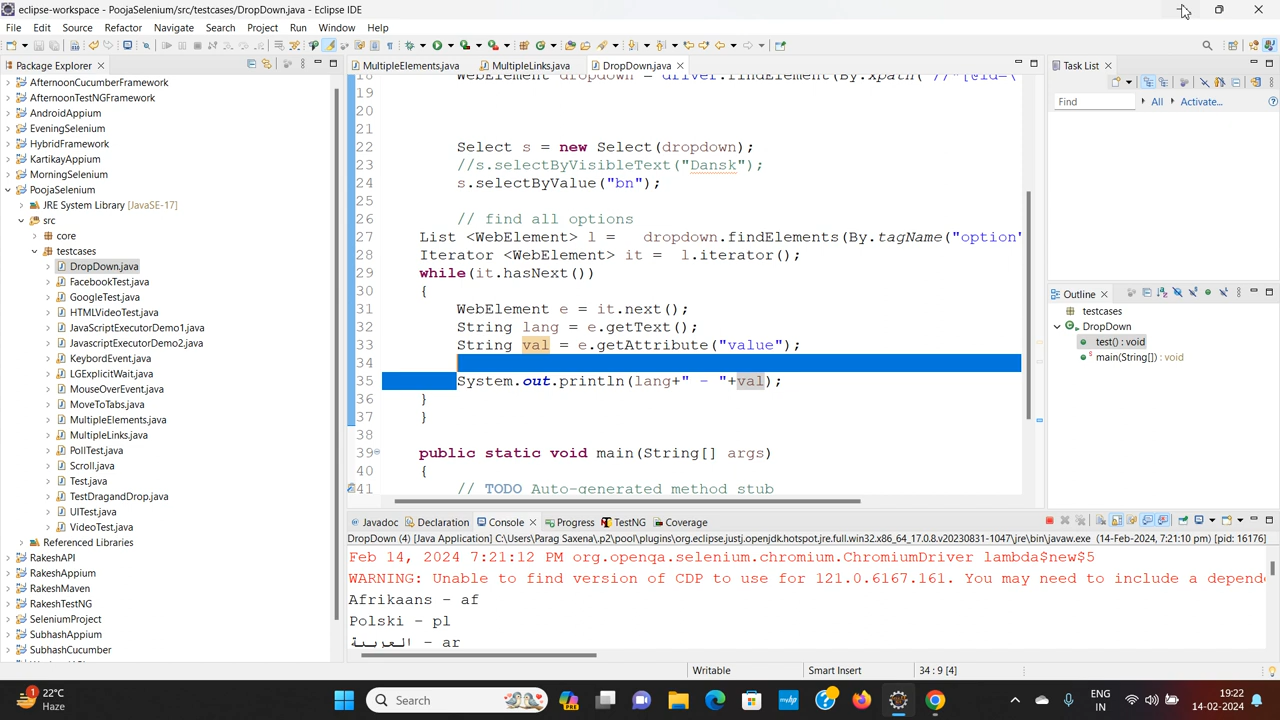 eclipse-workspace - PoojaSelenium/src/testcases/DropDown.java - Eclipse IDE
File Edit Source Refactor Navigate Search Project Run Window Help
Package Explorer
AfternoonCucumberFramework
AfternoonTestNGFramework
AndroidAppium
EveningSelenium
HybridFramework
KartikayAppium
MorningSelenium
PoojaSelenium
JRE System Library [JavaSE-17]
src
core
testcases
DropDown.java
FacebookTest.java
GoogleTest.java
HTMLVideoTest.java
JavaScriptExecutorDemo1.java
JavascriptExecutorDemo2.java
KeybordEvent.java
LGExplicitWait.java
MouseOverEvent.java
MoveToTabs.java
MultipleElements.java
MultipleLinks.java
PollTest.java
Scroll.java
Test.java
TestDragandDrop.java
UITest.java
VideoTest.java
Referenced Libraries
RakeshAPI
RakeshAppium
RakeshMaven
RakeshTestNG
SeleniumProject
SubhashAppium
SubhashCucumber
MultipleElements.java MultipleLinks.java DropDown.java
18 WebElement dropdown = driver.findElement(By.xpath("//*[@id=\
19
20
21
22 Select s = new Select(dropdown);
23 //s.selectByVisibleText("Dansk");
24 s.selectByValue("bn");
25
26 // find all options
27 List <WebElement> l = dropdown.findElements(By.tagName("option"
28 Iterator <WebElement> it = l.iterator();
29 while(it.hasNext())
30 {
31 WebElement e = it.next();
32 String lang = e.getText();
33 String val = e.getAttribute("value");
34
35 System.out.println(lang+" - "+val);
36 }
37 }
38
39 public static void main(String[] args)
40 {
41 // TODO Auto-generated method stub
Task List
Find All Activate...
Outline
testcases
DropDown
test() : void
main(String[]) : void
Javadoc Declaration Console Progress TestNG Coverage
DropDown (4) [Java Application] C:\Users\Parag Saxena\.p2\pool\plugins\org.eclipse.justj.openjdk.hotspot.jre.full.win32.x86_64_17.0.8.v20230831-1047\jre\bin\javaw.exe (14-Feb-2024, 7:21:10 pm) [pid: 16176]
Feb 14, 2024 7:21:12 PM org.openqa.selenium.chromium.ChromiumDriver lambda$new$5
WARNING: Unable to find version of CDP to use for 121.0.6167.161. You may need to include a depend
Afrikaans - af
Polski - pl
العربية - ar
Writable Smart Insert 34 : 9 [4]
22°C
Haze
1
Search
ENG
IN
19:22
14-02-2024